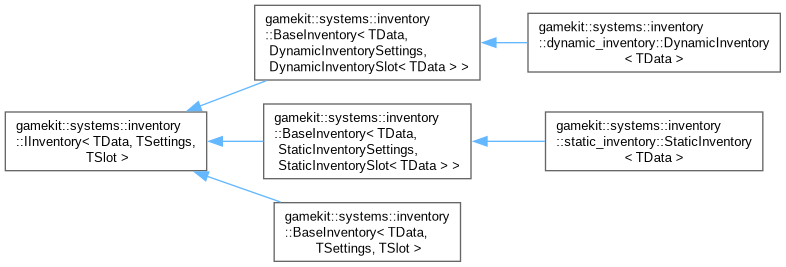 gamekit::systems::inventory
::IInventory< TData, TSettings,
TSlot >
gamekit::systems::inventory
::BaseInventory< TData,
DynamicInventorySettings,
DynamicInventorySlot< TData > >
gamekit::systems::inventory
::dynamic_inventory::DynamicInventory
< TData >
gamekit::systems::inventory
::BaseInventory< TData,
StaticInventorySettings,
StaticInventorySlot< TData > >
gamekit::systems::inventory
::static_inventory::StaticInventory
< TData >
gamekit::systems::inventory
::BaseInventory< TData,
TSettings, TSlot >